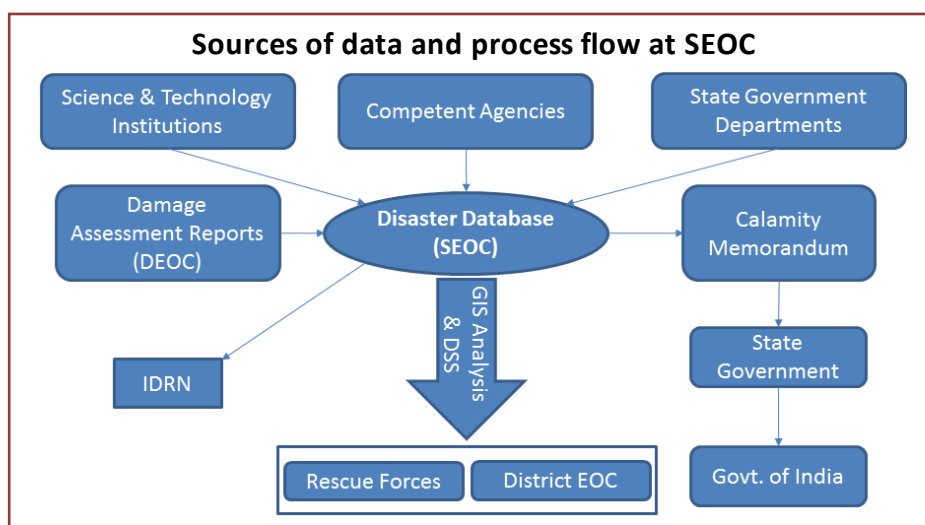 Sources of data and process flow at SEOC
Science & Technology
Institutions
Competent Agencies
State Government
Departments
Damage
Assessment Reports
(DEOC)
Disaster Database
(SEOC)
Calamity
Memorandum
GIS Analysis
& DSS
IDRN
State
Government
Rescue Forces
District EOC
Govt. of India